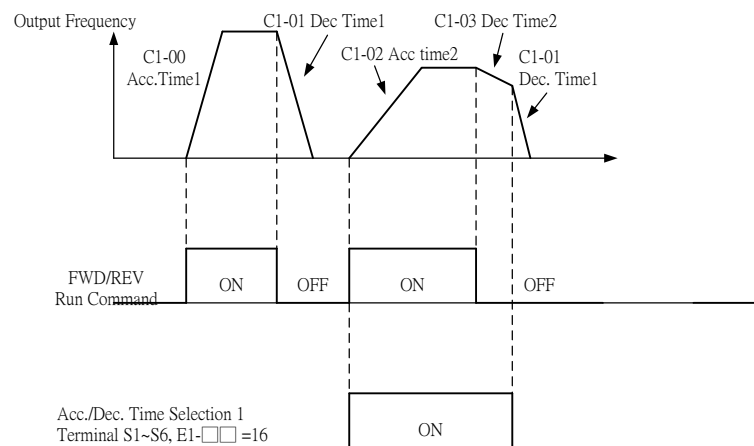 Output Frequency
C1-00
Acc.Time1
C1-01 Dec Time1
C1-02 Acc time2
C1-03 Dec Time2
C1-01
Dec. Time1
FWD/REV
Run Command
ON
OFF
ON
OFF
Acc./Dec. Time Selection 1
Terminal S1~S6, E1-□□ =16
ON